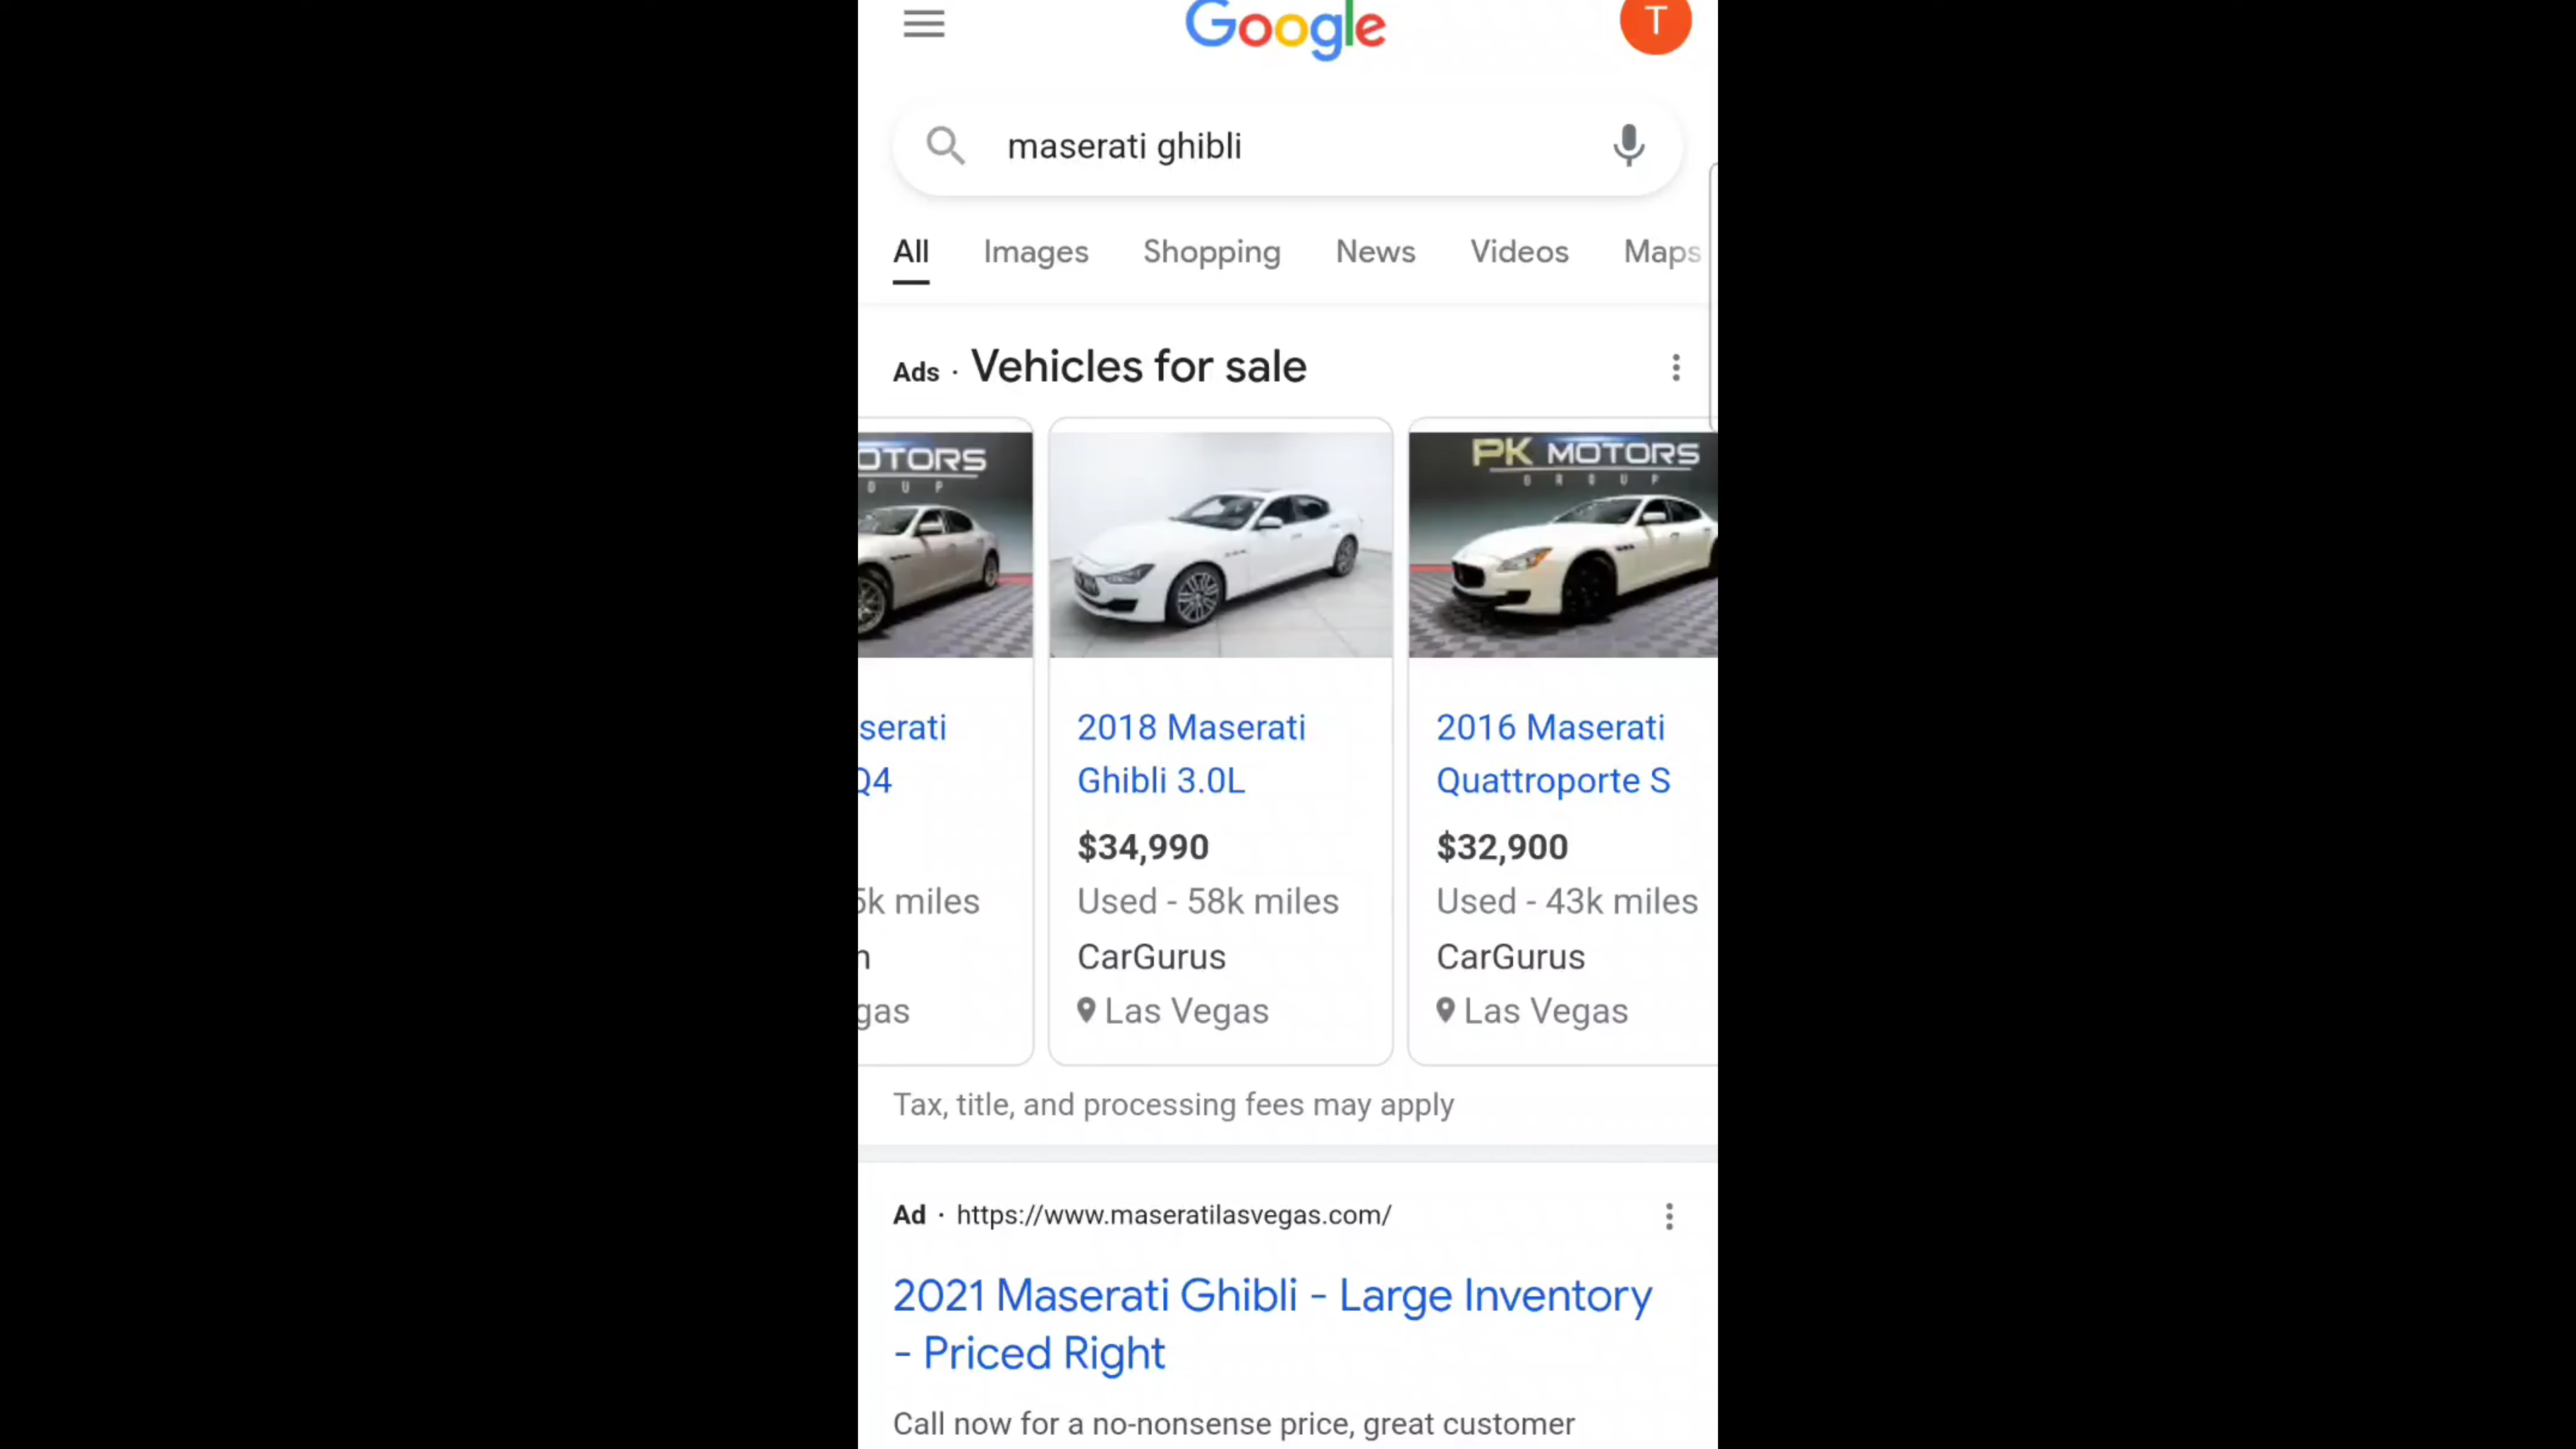 Google
T
maserati ghibli
All Images Shopping News Videos Maps
Ads · Vehicles for sale
OTORS
O U P
serati
Q4
5k miles
n
gas
2018 Maserati
Ghibli 3.0L
$34,990
Used - 58k miles
CarGurus
Las Vegas
PK MOTORS
G R O U P
2016 Maserati
Quattroporte S
$32,900
Used - 43k miles
CarGurus
Las Vegas
Tax, title, and processing fees may apply
Ad · https://www.maseratilasvegas.com/
2021 Maserati Ghibli - Large Inventory
- Priced Right
Call now for a no-nonsense price, great customer